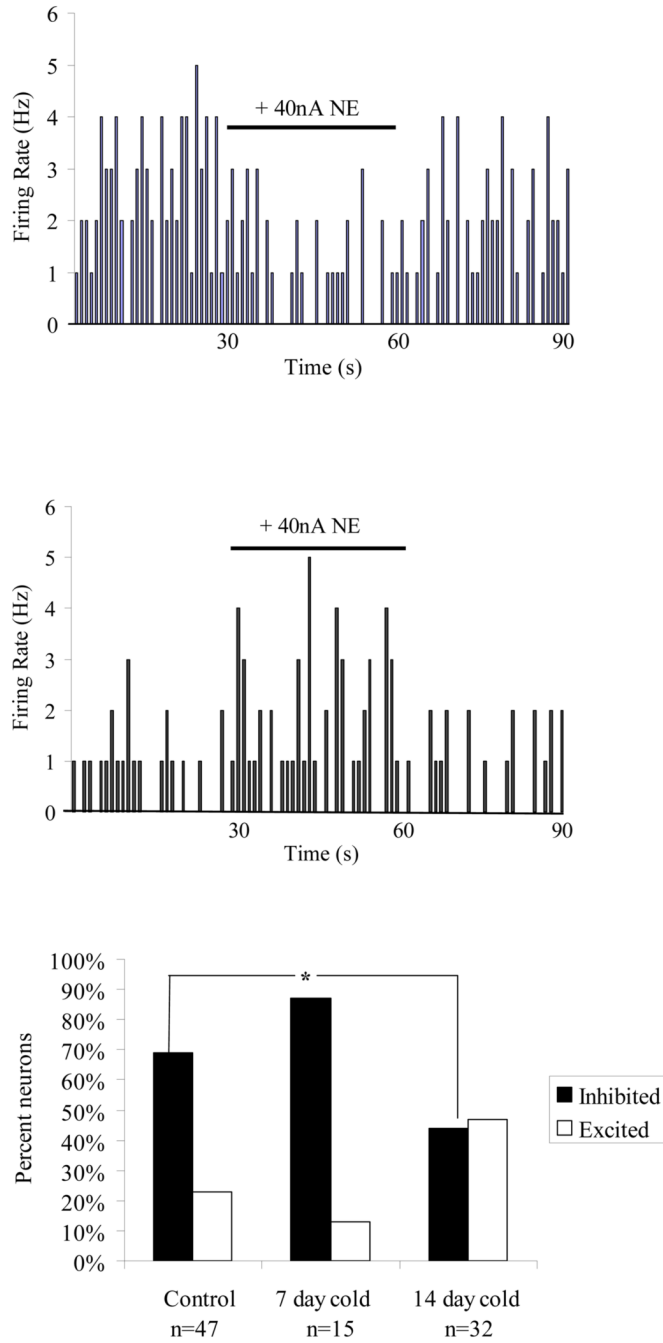 6
5
4
3
2
1
0
Firing Rate (Hz)
+ 40nA NE
30
60
90
Time (s)
6
5
4
3
2
1
0
Firing Rate (Hz)
+ 40nA NE
30
60
90
Time (s)
100%
90%
80%
70%
60%
50%
40%
30%
20%
10%
0%
Percent neurons
*
Inhibited
Excited
Control
n=47
7 day cold
n=15
14 day cold
n=32